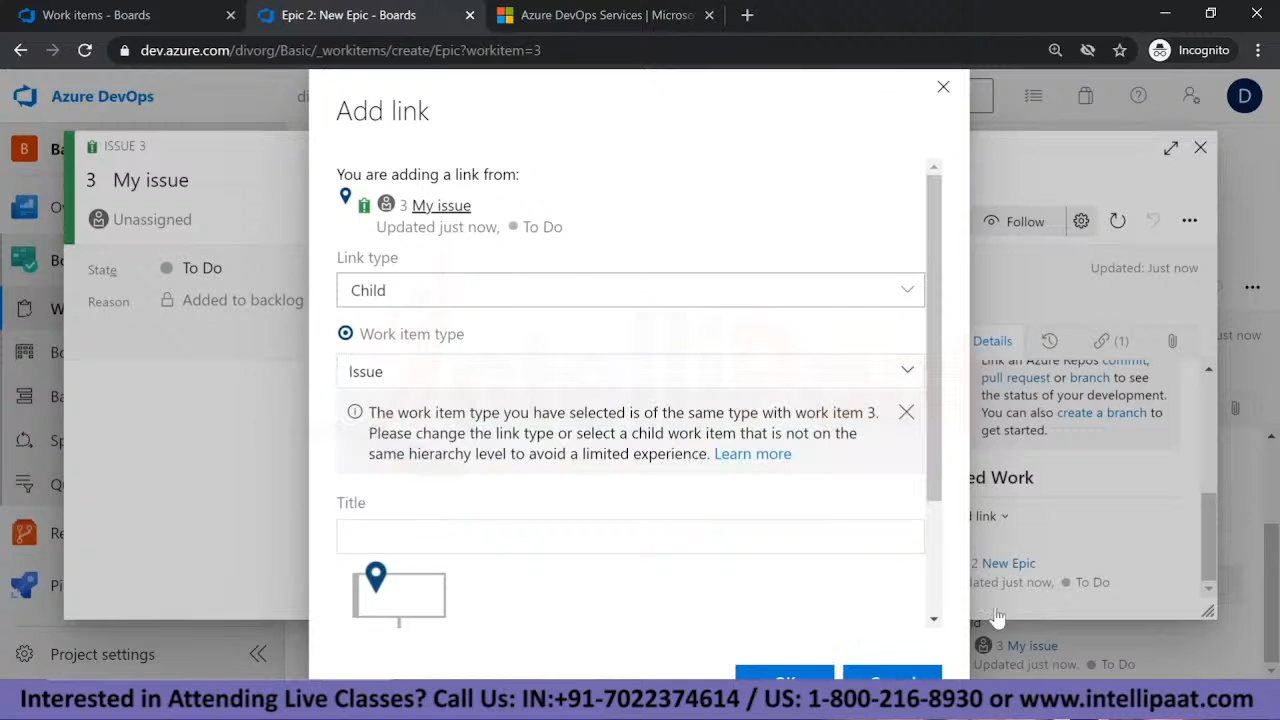 Work items - Boards
Epic 2: New Epic - Boards
Azure DevOps Services | Microso
dev.azure.com/divorg/Basic/_workitems/create/Epic?workitem=3
Incognito
Azure DevOps
di
D
B
Ba
ISSUE 3
3 My issue
Unassigned
State
To Do
Reason
Added to backlog
Project settings
Add link
You are adding a link from:
3 My issue
Updated just now, To Do
Link type
Child
Work item type
Issue
The work item type you have selected is of the same type with work item 3.
Please change the link type or select a child work item that is not on the
same hierarchy level to avoid a limited experience. Learn more
Title
Follow
Updated: Just now
Details
(1)
ust now
Link an Azure Repos commit,
pull request or branch to see
the status of your development.
You can also create a branch to
get started.
ed Work
d link
2 New Epic
ated just now, To Do
3 My issue
ated just now, To Do
Interested in Attending Live Classes? Call Us: IN:+91-7022374614 / US: 1-800-216-8930 or www.intellipaat.com